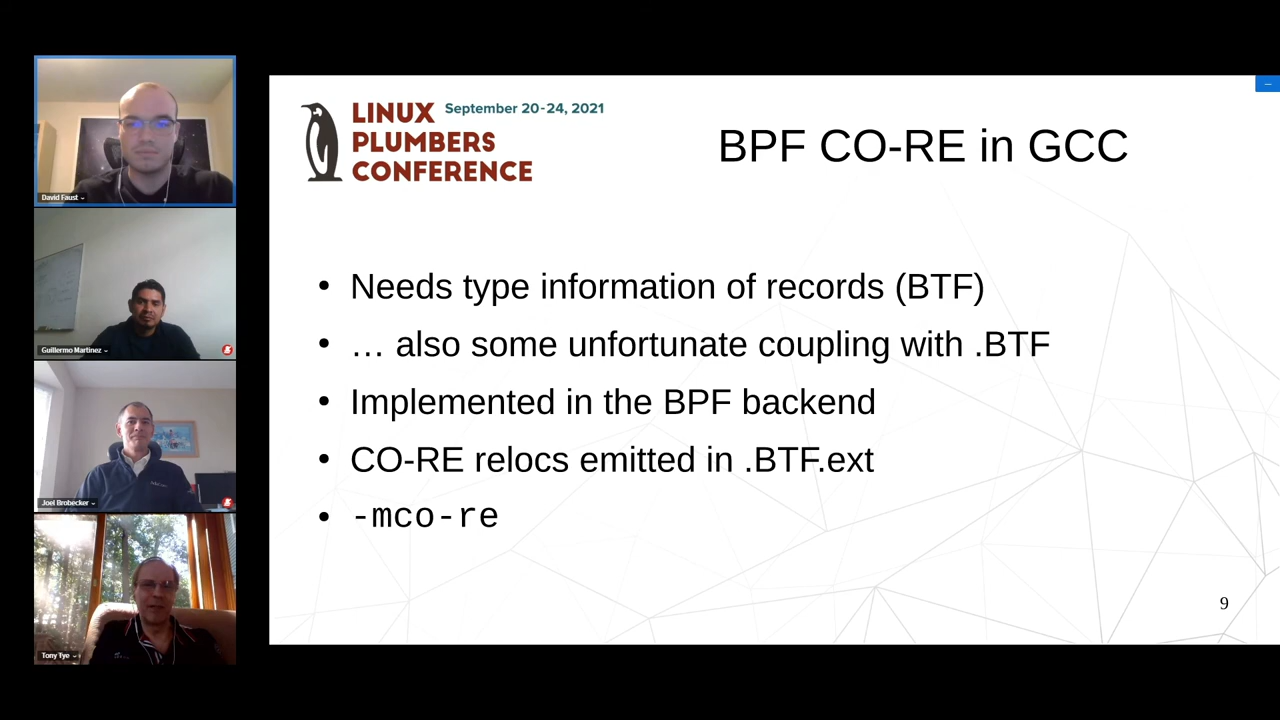 David Faust
Guillermo Martinez
Joel Brobecker
Tony Tye
LINUX
September 20-24, 2021
PLUMBERS
CONFERENCE
BPF CO-RE in GCC
• Needs type information of records (BTF)
• … also some unfortunate coupling with .BTF
• Implemented in the BPF backend
• CO-RE relocs emitted in .BTF.ext
• -mco-re
9